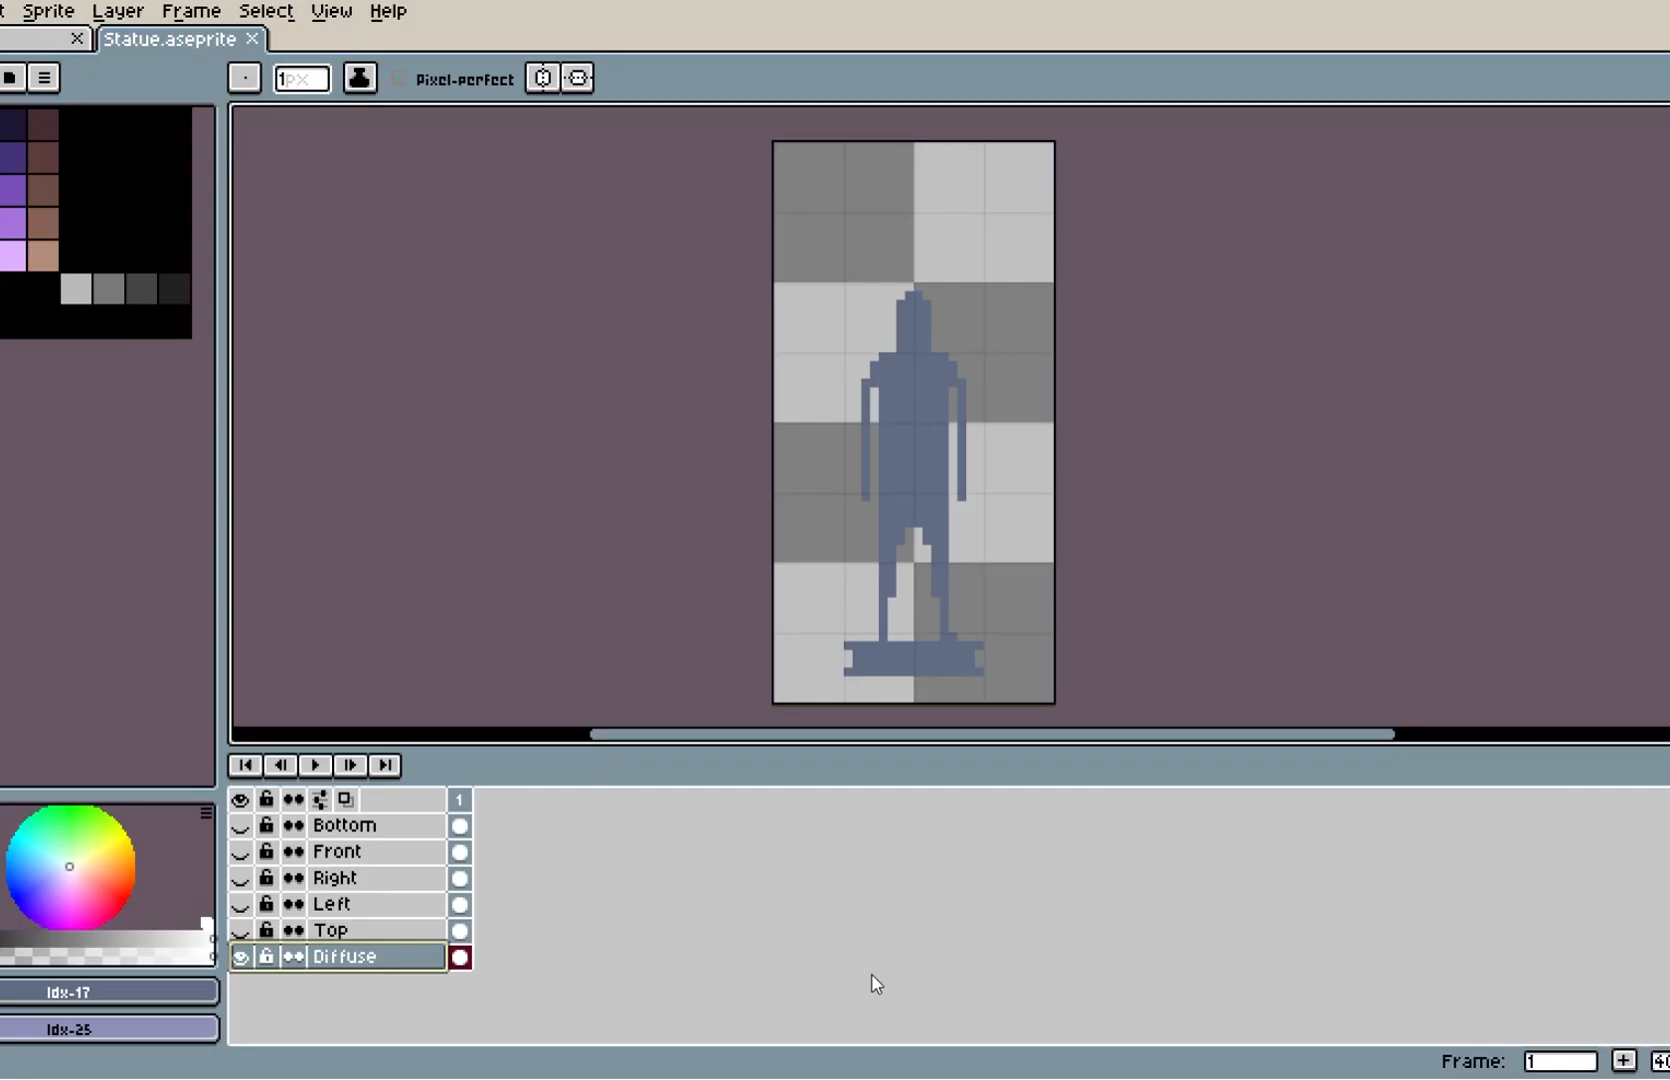 Sprite Layer Frame Select View Help
Statue.aseprite
1px Pixel-perfect
1
Bottom
Front
Right
Left
Top
Diffuse
Idx-17
Idx-25
Frame: 1